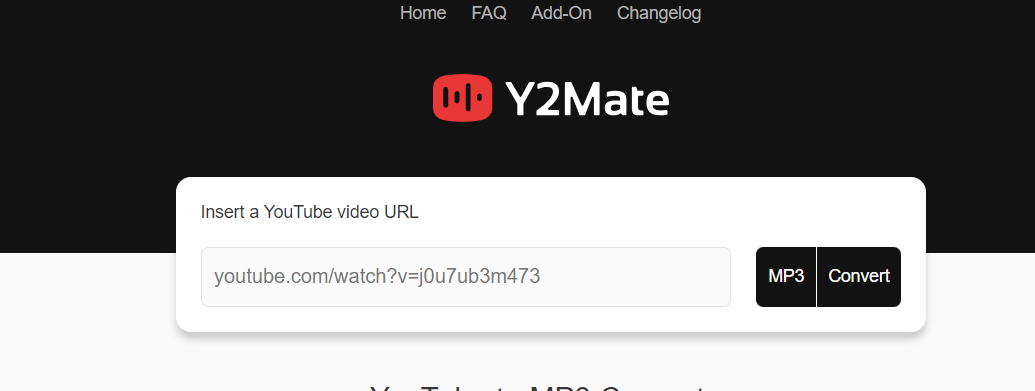 Home FAQ Add-On Changelog
Y2Mate
Insert a YouTube video URL
youtube.com/watch?v=j0u7ub3m473
MP3 Convert